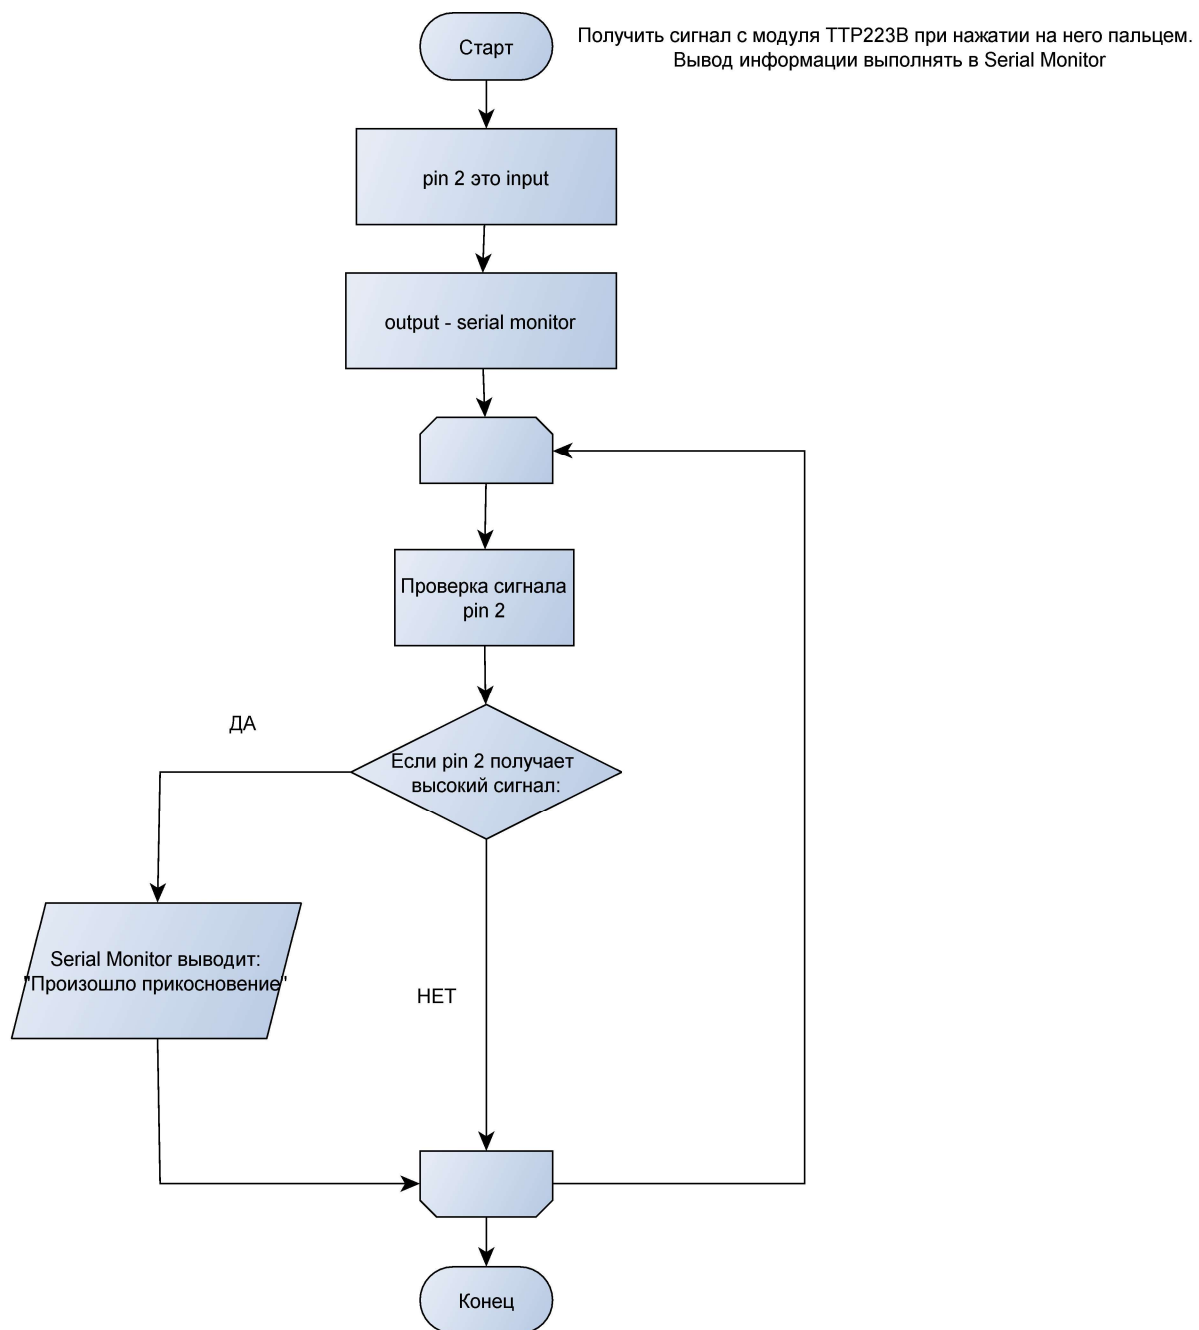 Старт
Получить сигнал с модуля TTP223B при нажатии на него пальцем.
Вывод информации выполнять в Serial Monitor
pin 2 это input
output - serial monitor
Проверка сигнала
pin 2
ДА
Если pin 2 получает
высокий сигнал:
Serial Monitor выводит:
"Произошло прикосновение"
НЕТ
Конец